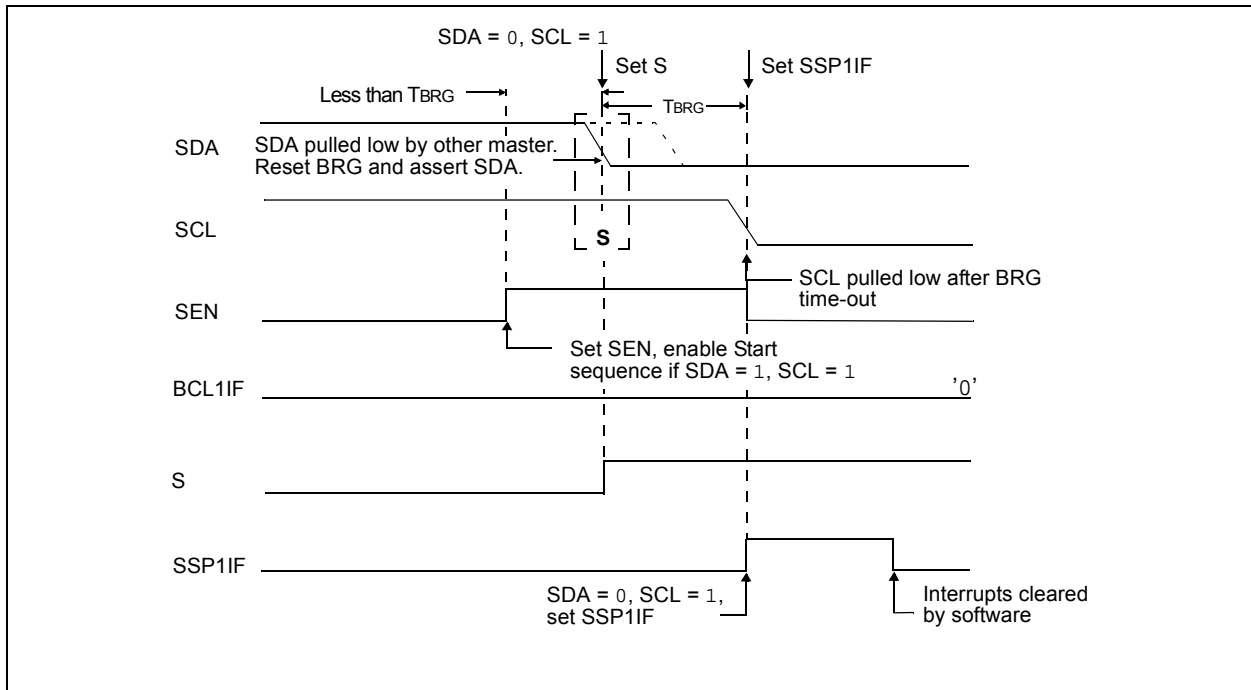 SDA = 0, SCL = 1
Set S
Set SSP1IF
Less than TBRG
TBRG
SDA
SDA pulled low by other master.
Reset BRG and assert SDA.
SCL
S
SCL pulled low after BRG
time-out
SEN
Set SEN, enable Start
sequence if SDA = 1, SCL = 1
BCL1IF
'0'
S
SSP1IF
SDA = 0, SCL = 1,
set SSP1IF
Interrupts cleared
by software